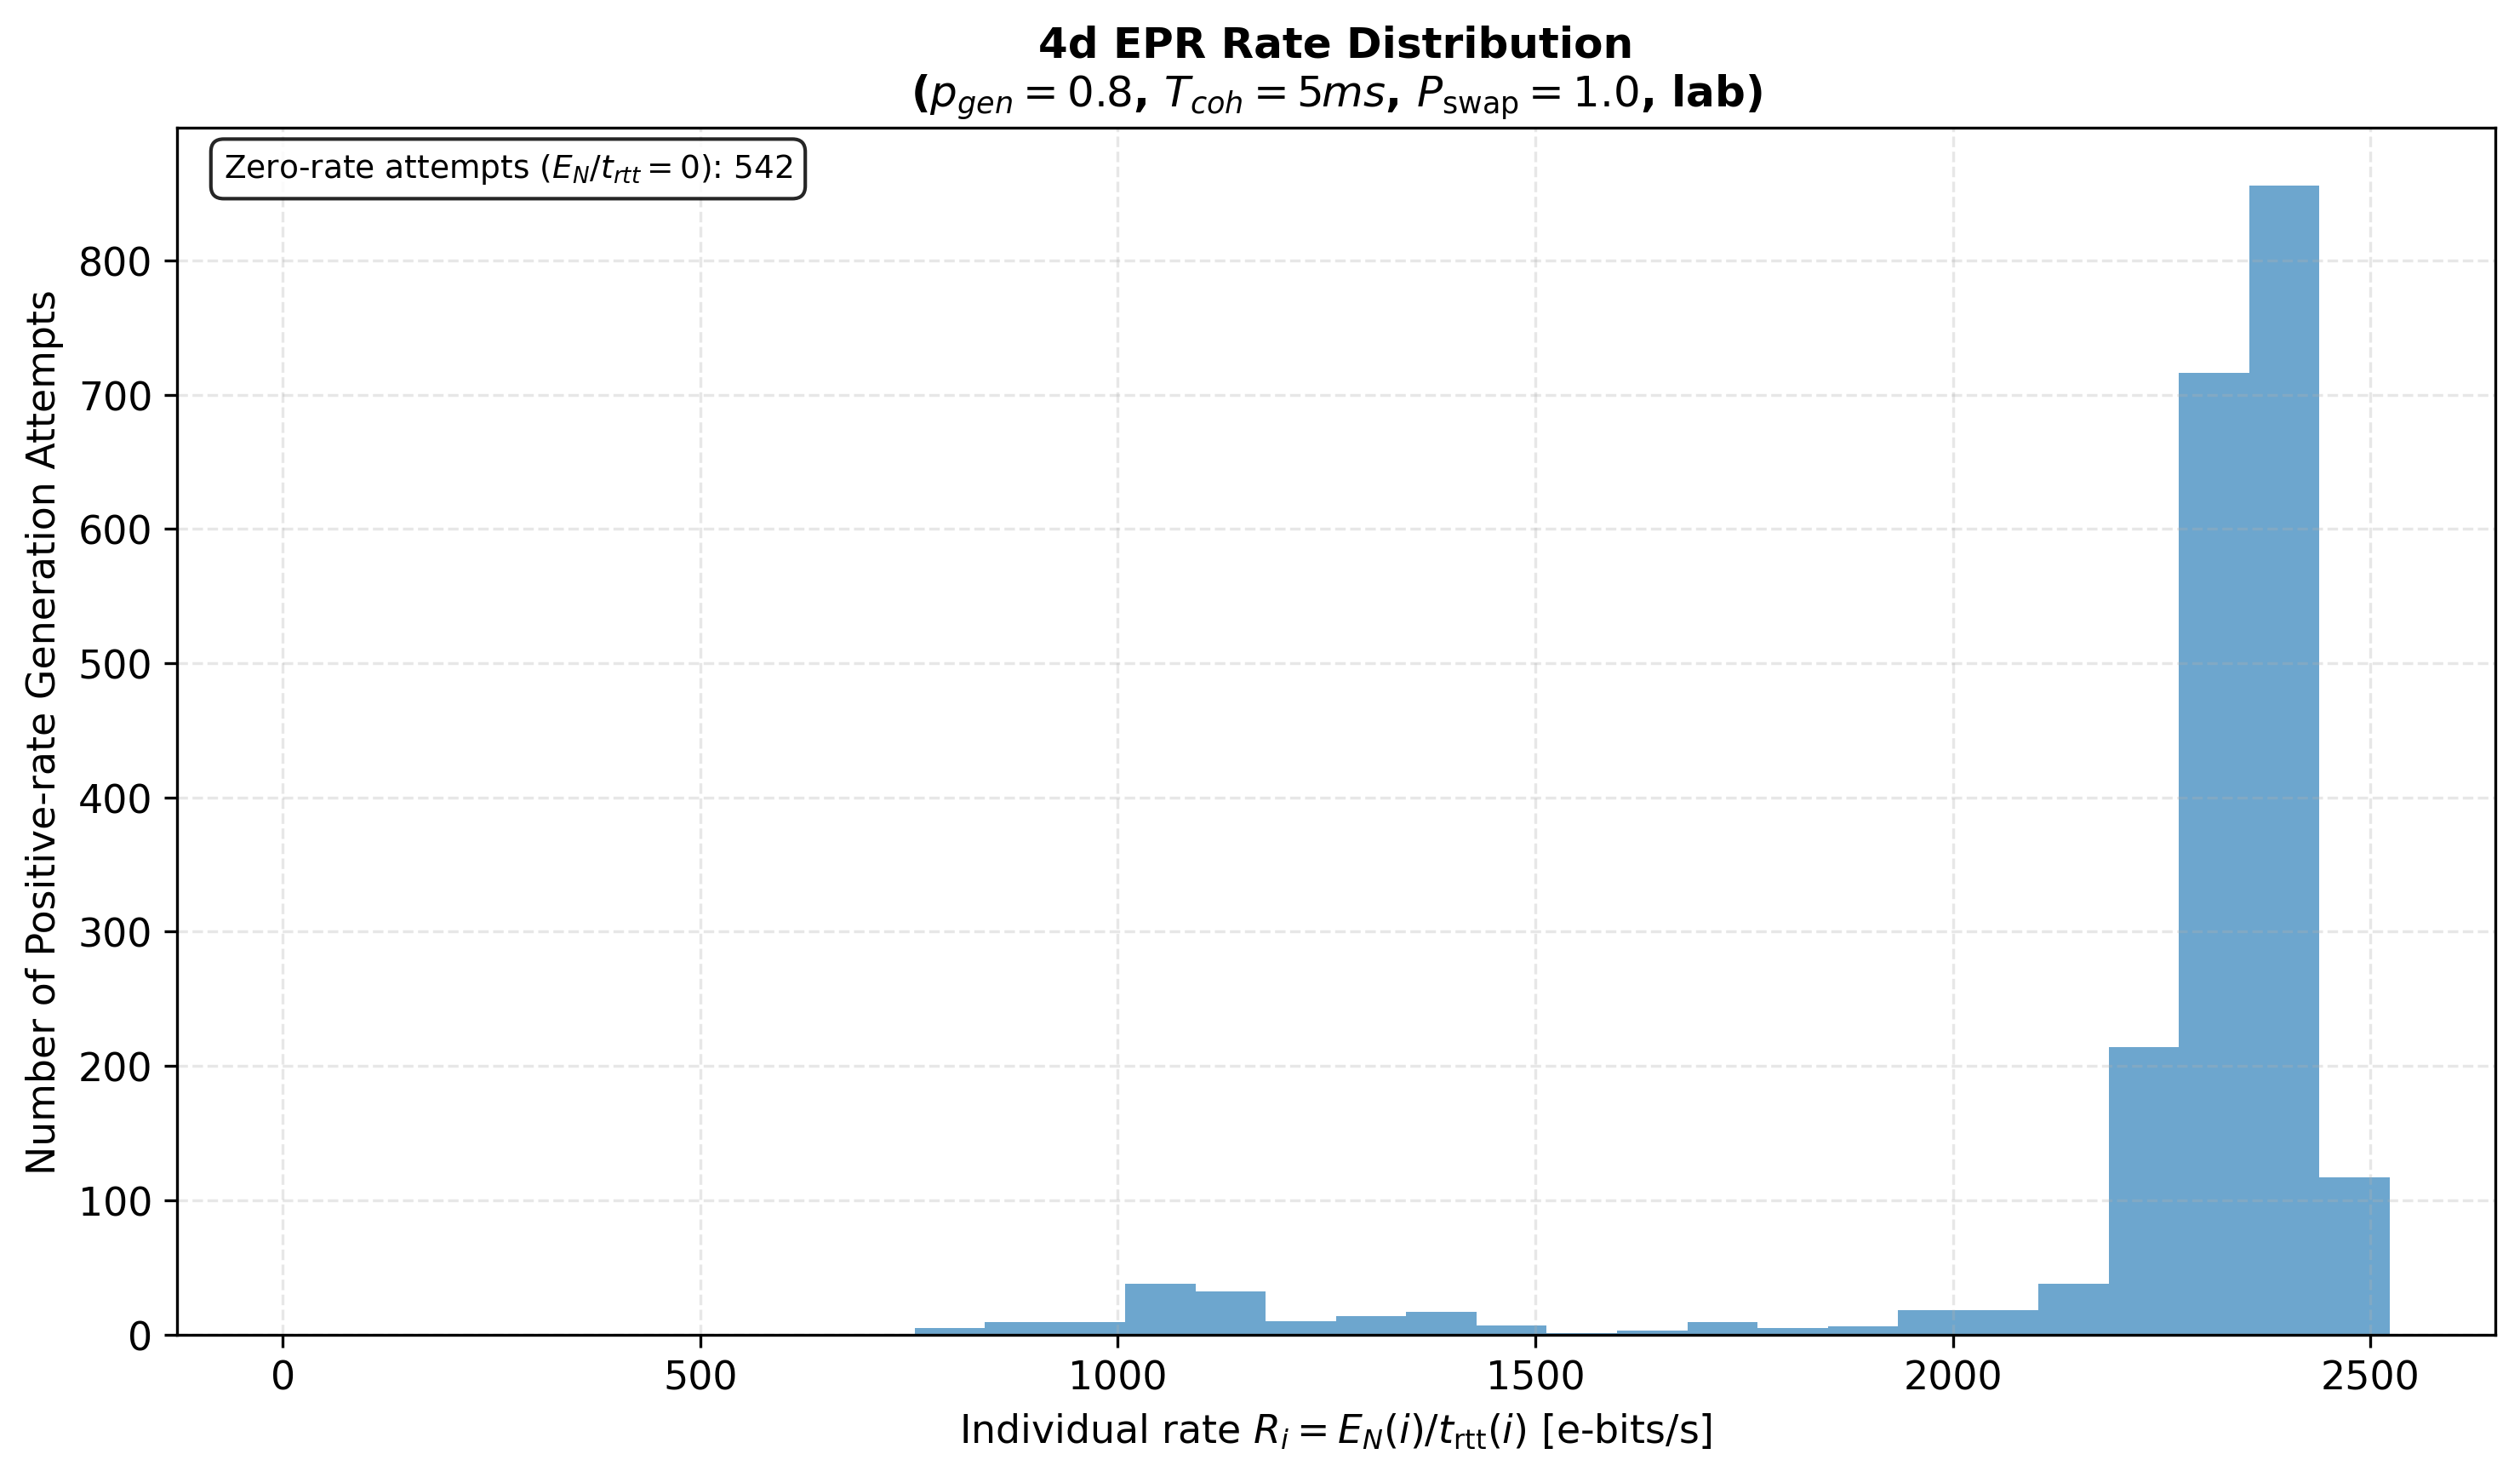 4d EPR Rate Distribution
(p_gen = 0.8, T_coh = 5ms, P_swap = 1.0, lab)
Zero-rate attempts (E_N/t_rtt = 0): 542
Number of Positive-rate Generation Attempts
800
700
600
500
400
300
200
100
0
0 500 1000 1500 2000 2500
Individual rate R_i = E_N(i)/t_rtt(i) [e-bits/s]